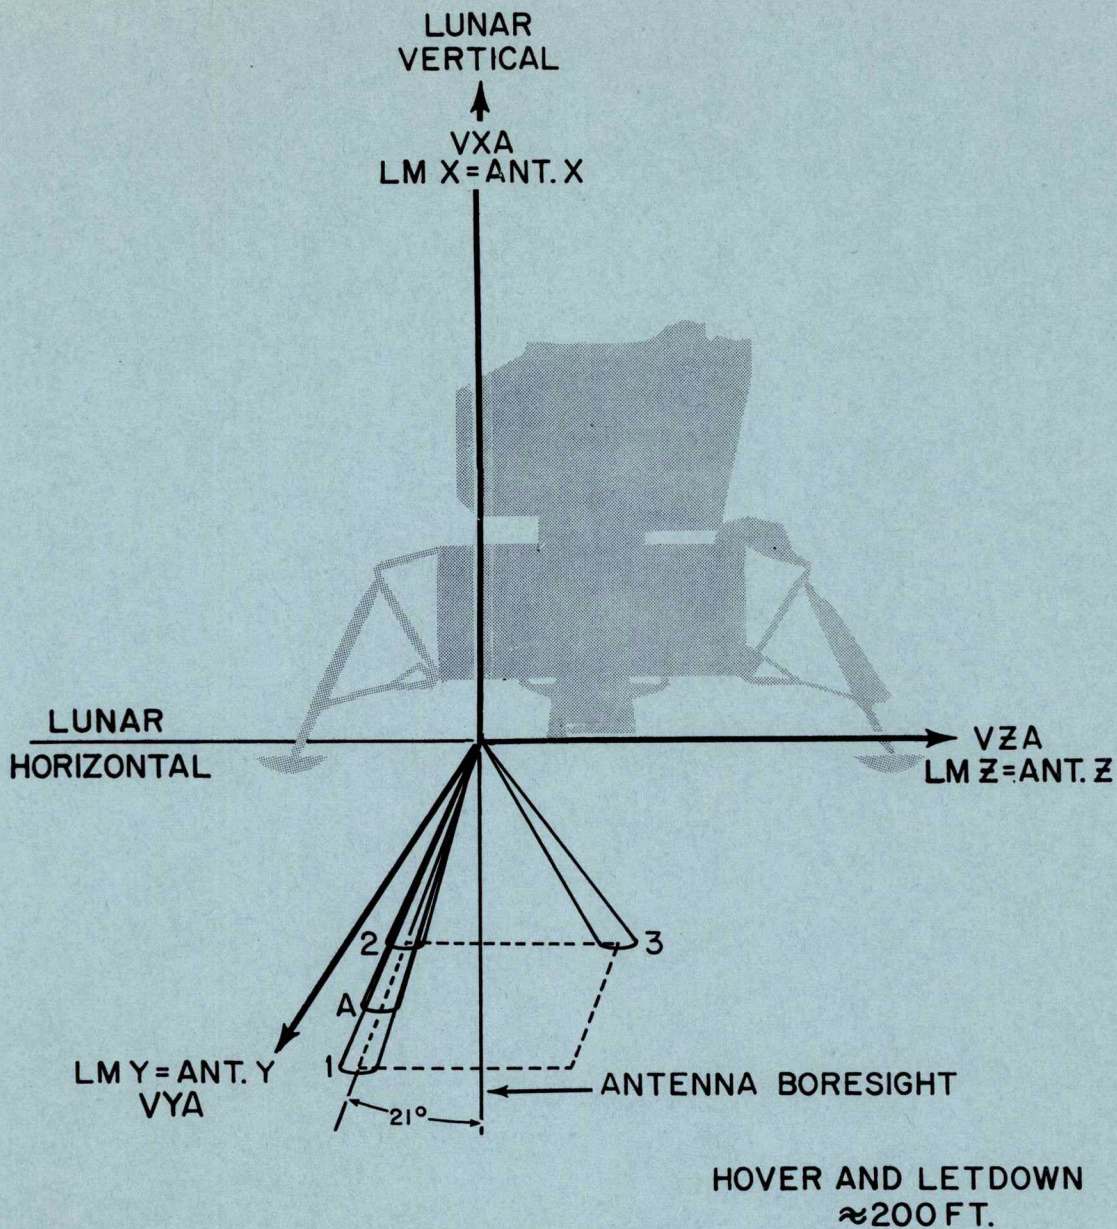 LUNAR
VERTICAL
VXA
LM X=ANT. X
LUNAR
HORIZONTAL
VƵA
LM Ƶ=ANT. Ƶ
2
3
A
1
LM Y=ANT. Y
VYA
21°
ANTENNA BORESIGHT
HOVER AND LETDOWN
≈200 FT.